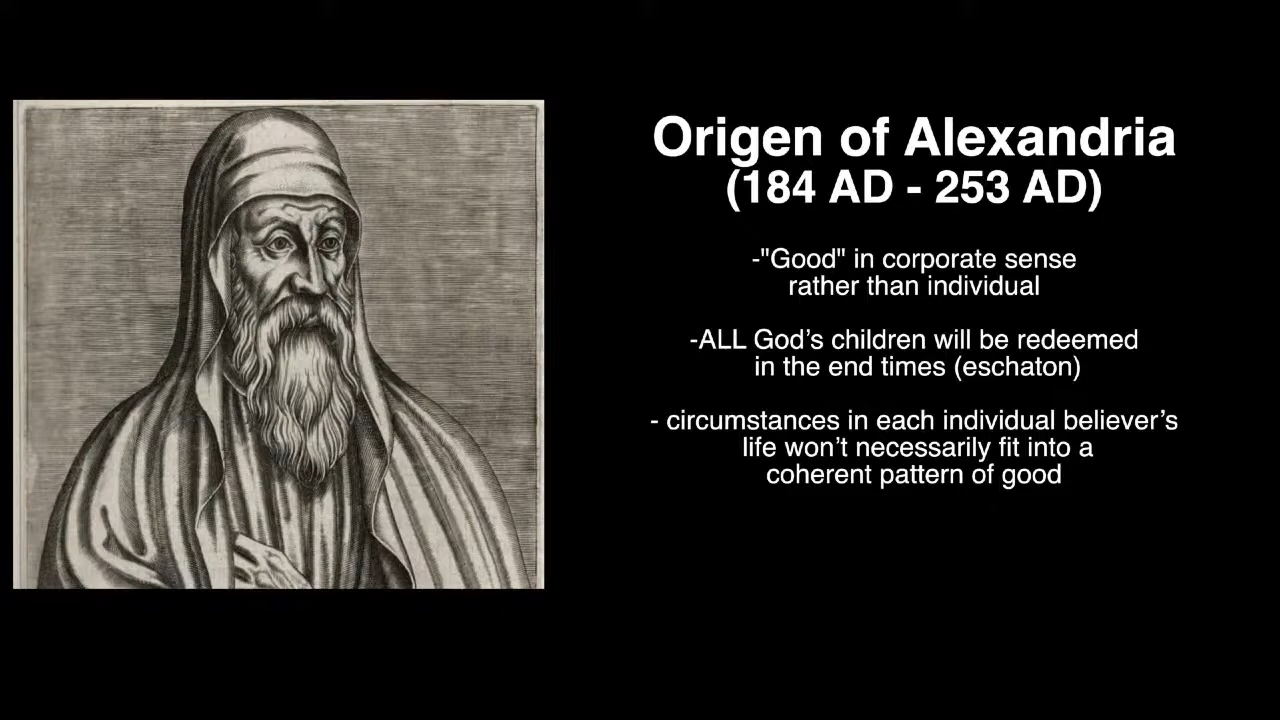 Origen of Alexandria
(184 AD - 253 AD)
-"Good" in corporate sense
rather than individual
-ALL God’s children will be redeemed
in the end times (eschaton)
- circumstances in each individual believer’s
life won’t necessarily fit into a
coherent pattern of good